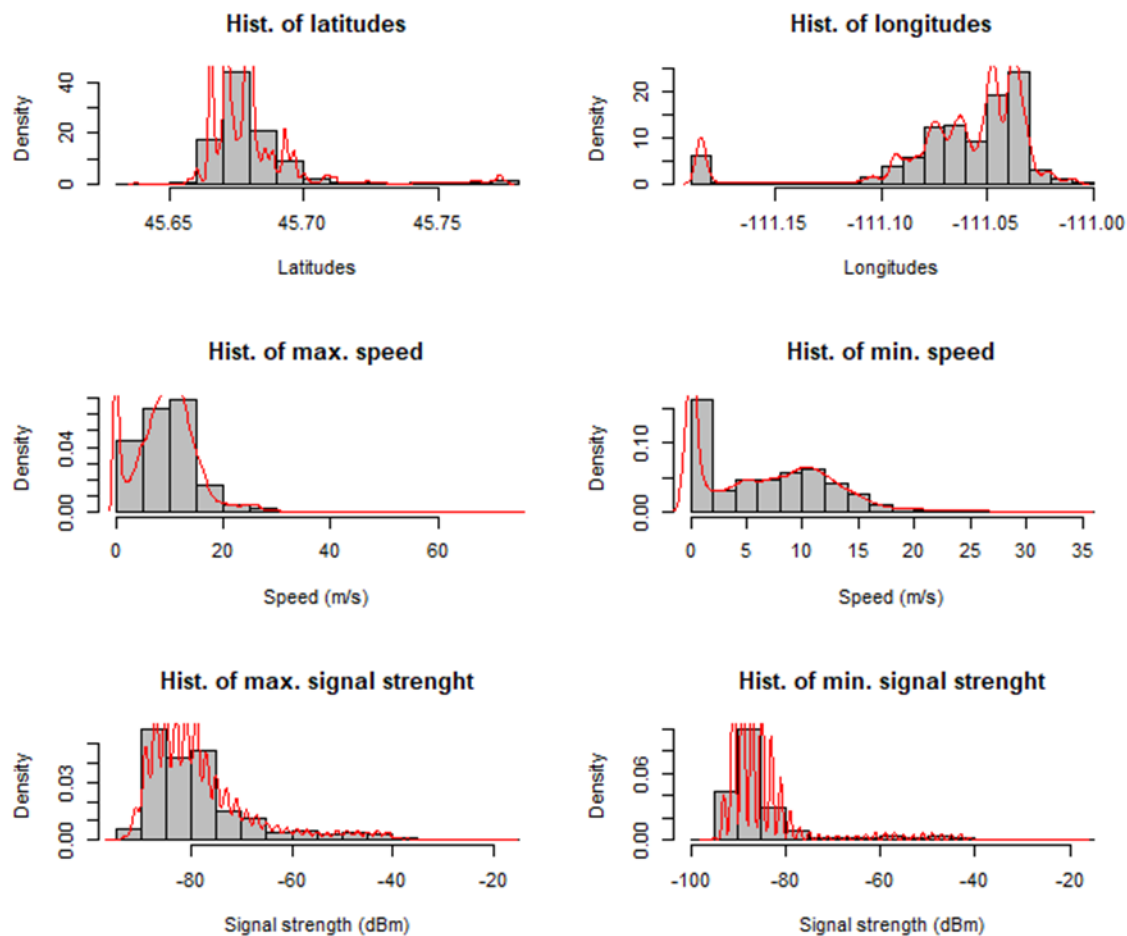 Hist. of latitudes
Density
0 20 40
45.65 45.70 45.75
Latitudes
Hist. of longitudes
Density
0 10 20
-111.15 -111.10 -111.05 -111.00
Longitudes
Hist. of max. speed
Density
0.00 0.04
0 20 40 60
Speed (m/s)
Hist. of min. speed
Density
0.00 0.10
0 5 10 15 20 25 30 35
Speed (m/s)
Hist. of max. signal strenght
Density
0.00 0.03
-80 -60 -40 -20
Signal strength (dBm)
Hist. of min. signal strenght
Density
0.00 0.06
-100 -80 -60 -40 -20
Signal strength (dBm)